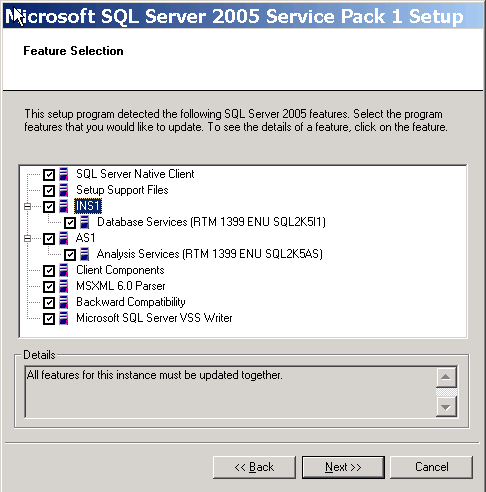 Microsoft SQL Server 2005 Service Pack 1 Setup
Feature Selection
This setup program detected the following SQL Server 2005 features. Select the program
features that you would like to update. To see the details of a feature, click on the feature.
SQL Server Native Client
Setup Support Files
INS1
Database Services (RTM 1399 ENU SQL2K5I1)
AS1
Analysis Services (RTM 1399 ENU SQL2K5AS)
Client Components
MSXML 6.0 Parser
Backward Compatibility
Microsoft SQL Server VSS Writer
Details
All features for this instance must be updated together.
<< Back
Next >>
Cancel